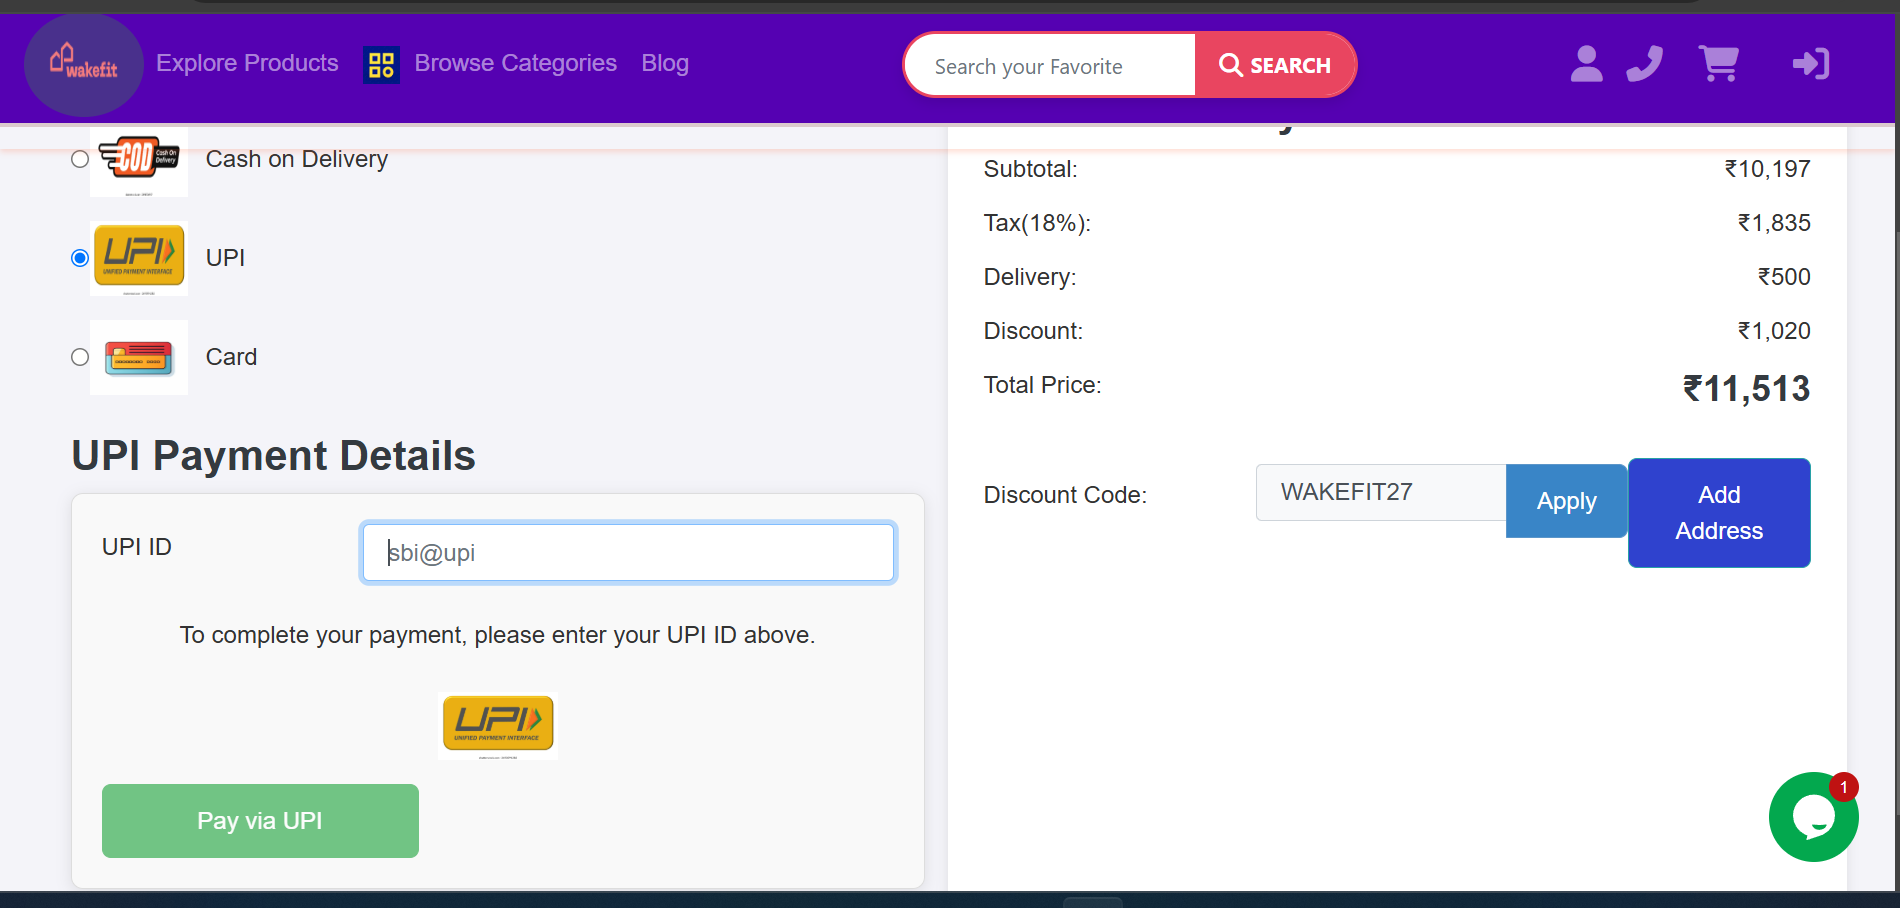 wakefit
Explore Products
Browse Categories
Blog
Search your Favorite
SEARCH
COD Cash On Delivery
Cash on Delivery
UPI
UNIFIED PAYMENT INTERFACE
UPI
Card
UPI Payment Details
UPI ID
sbi@upi
To complete your payment, please enter your UPI ID above.
UPI
UNIFIED PAYMENT INTERFACE
Pay via UPI
Subtotal: ₹10,197
Tax(18%): ₹1,835
Delivery: ₹500
Discount: ₹1,020
Total Price: ₹11,513
Discount Code: WAKEFIT27
Apply
Add
Address
1